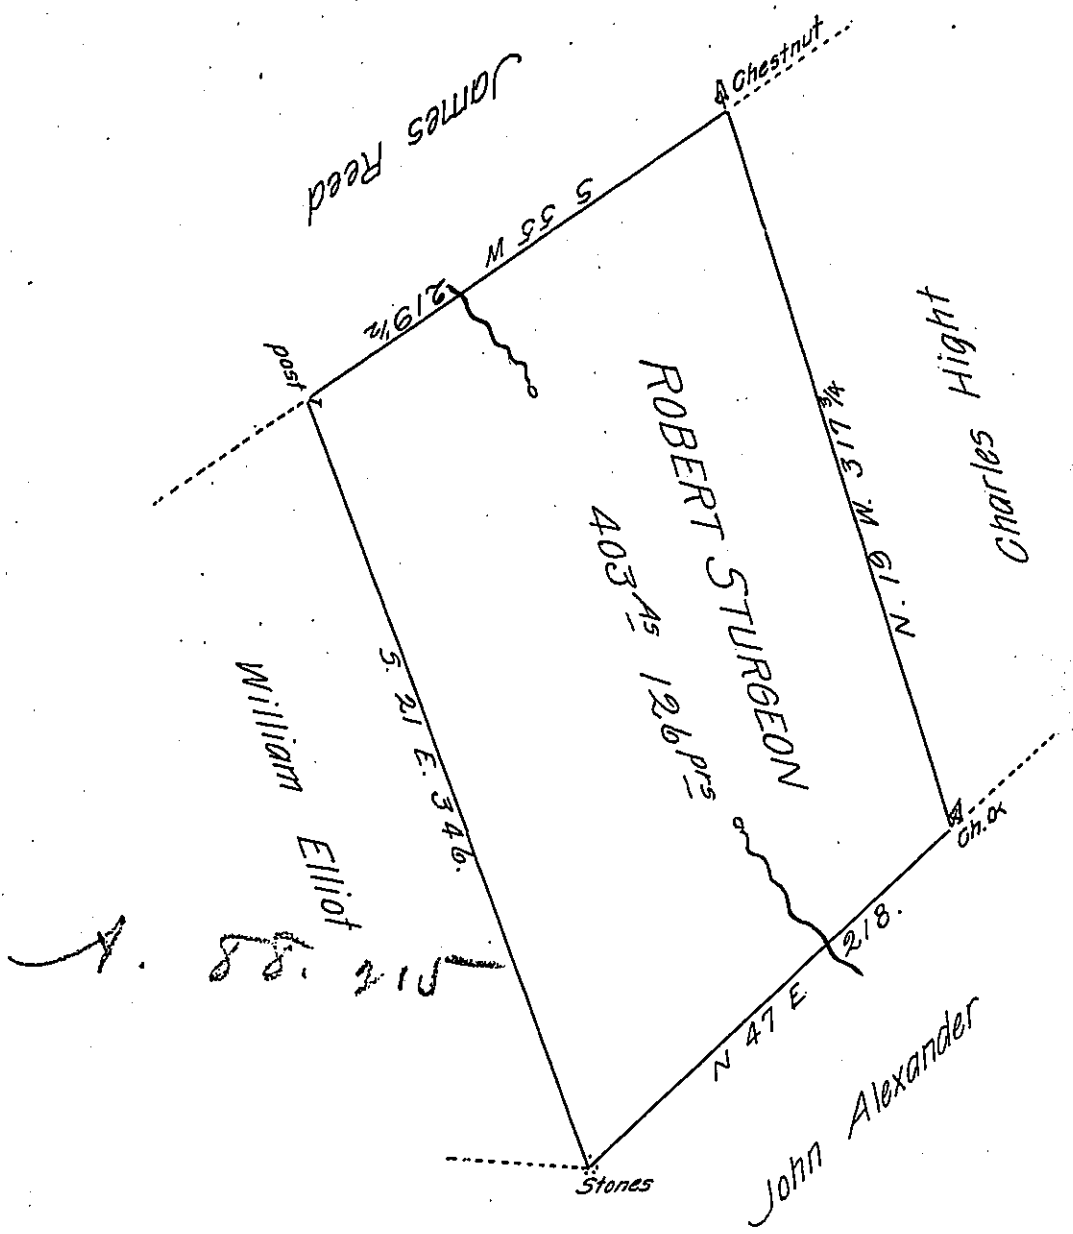 James Reed
Chestnut
S 55 W
219½
post
Charles Hight
N. 19 W. 317¾
ROBERT STURGEON
403 As 126 prs
S. 21 E. 346.
William Elliot
Ch. O
218.
N 47 E
John Alexander
Stones